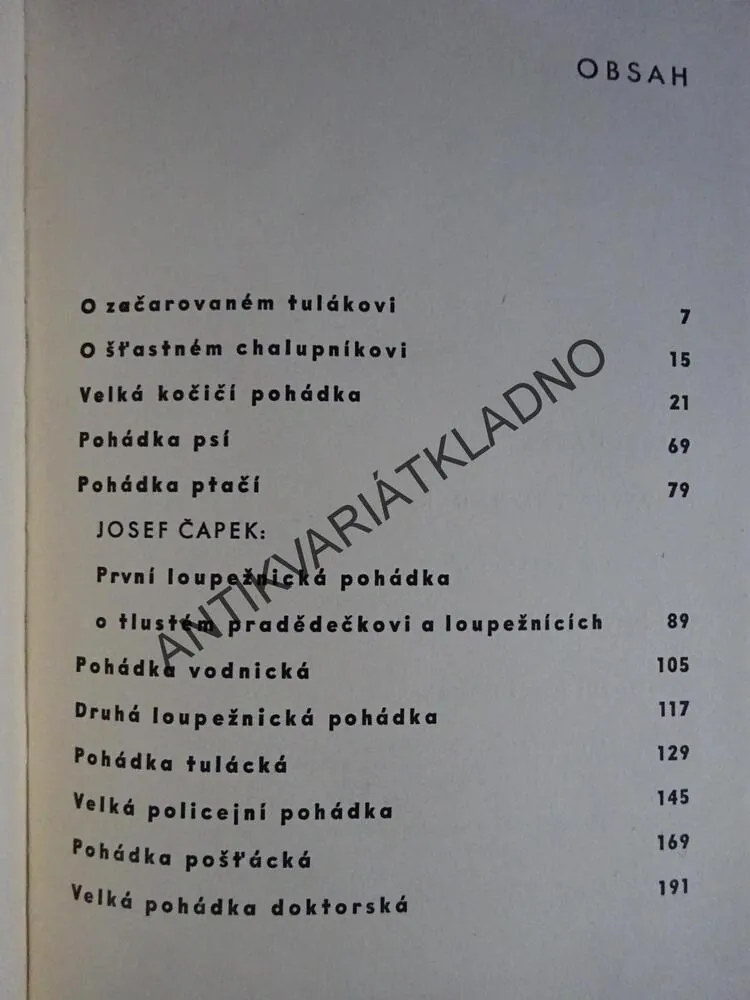 OBSAH
O začarovaném tulákovi 7
O šťastném chalupníkovi 15
Velká kočičí pohádka 21
Pohádka psí 69
Pohádka ptačí 79
JOSEF ČAPEK:
První loupežnická pohádka
o tlustém pradědečkovi a loupežnících 89
Pohádka vodnická 105
Druhá loupežnická pohádka 117
Pohádka tulácká 129
Velká policejní pohádka 145
Pohádka pošťácká 169
Velká pohádka doktorská 191
ANTIKVARIÁTKLADNO